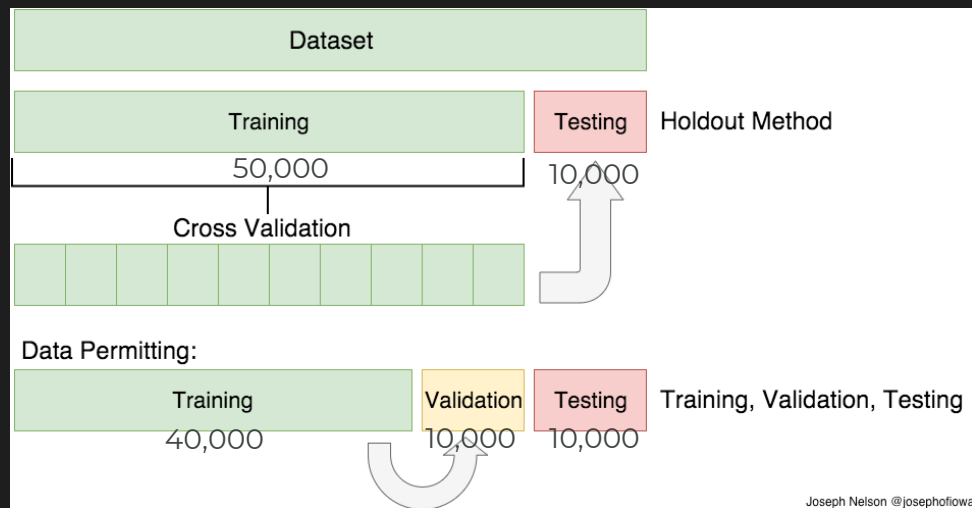 Dataset
Training
Testing
Holdout Method
50,000
10,000
Cross Validation
Data Permitting:
Training
Validation
Testing
Training, Validation, Testing
40,000
10,000
10,000
Joseph Nelson @josephofiowa